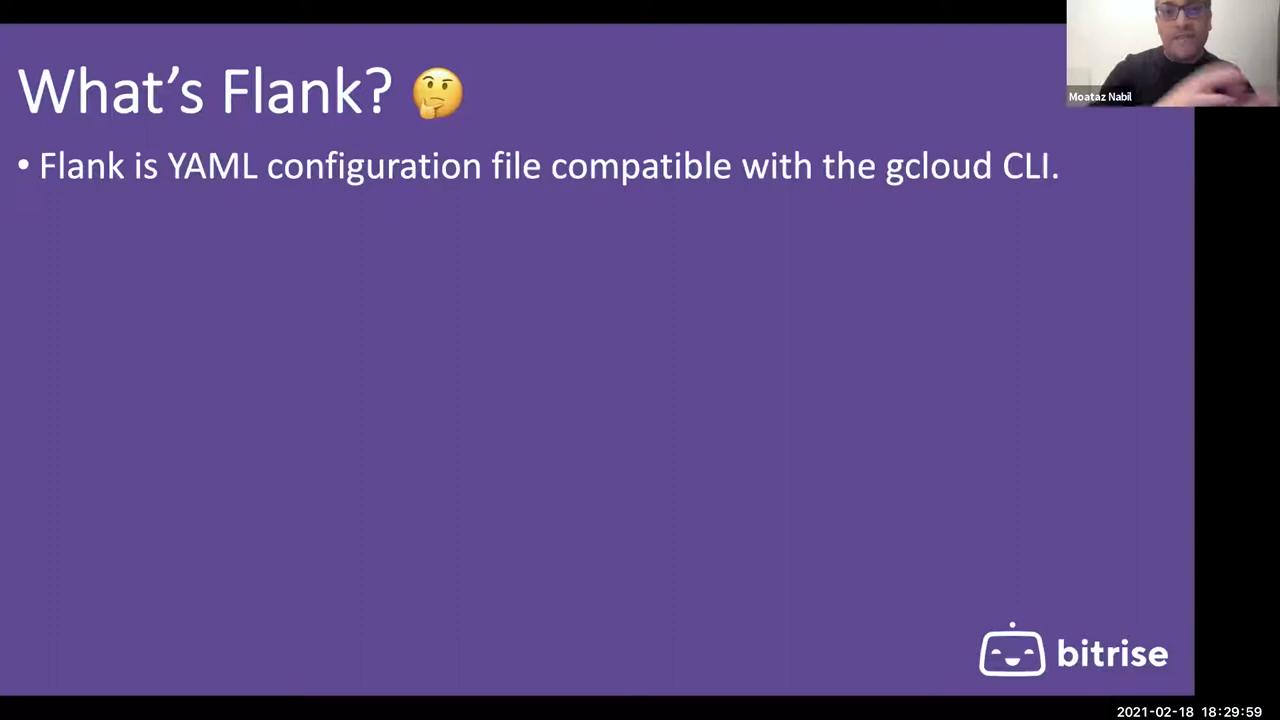 What's Flank? 🤔
• Flank is YAML configuration file compatible with the gcloud CLI.
Moataz Nabil
bitrise
2021-02-18 18:29:59